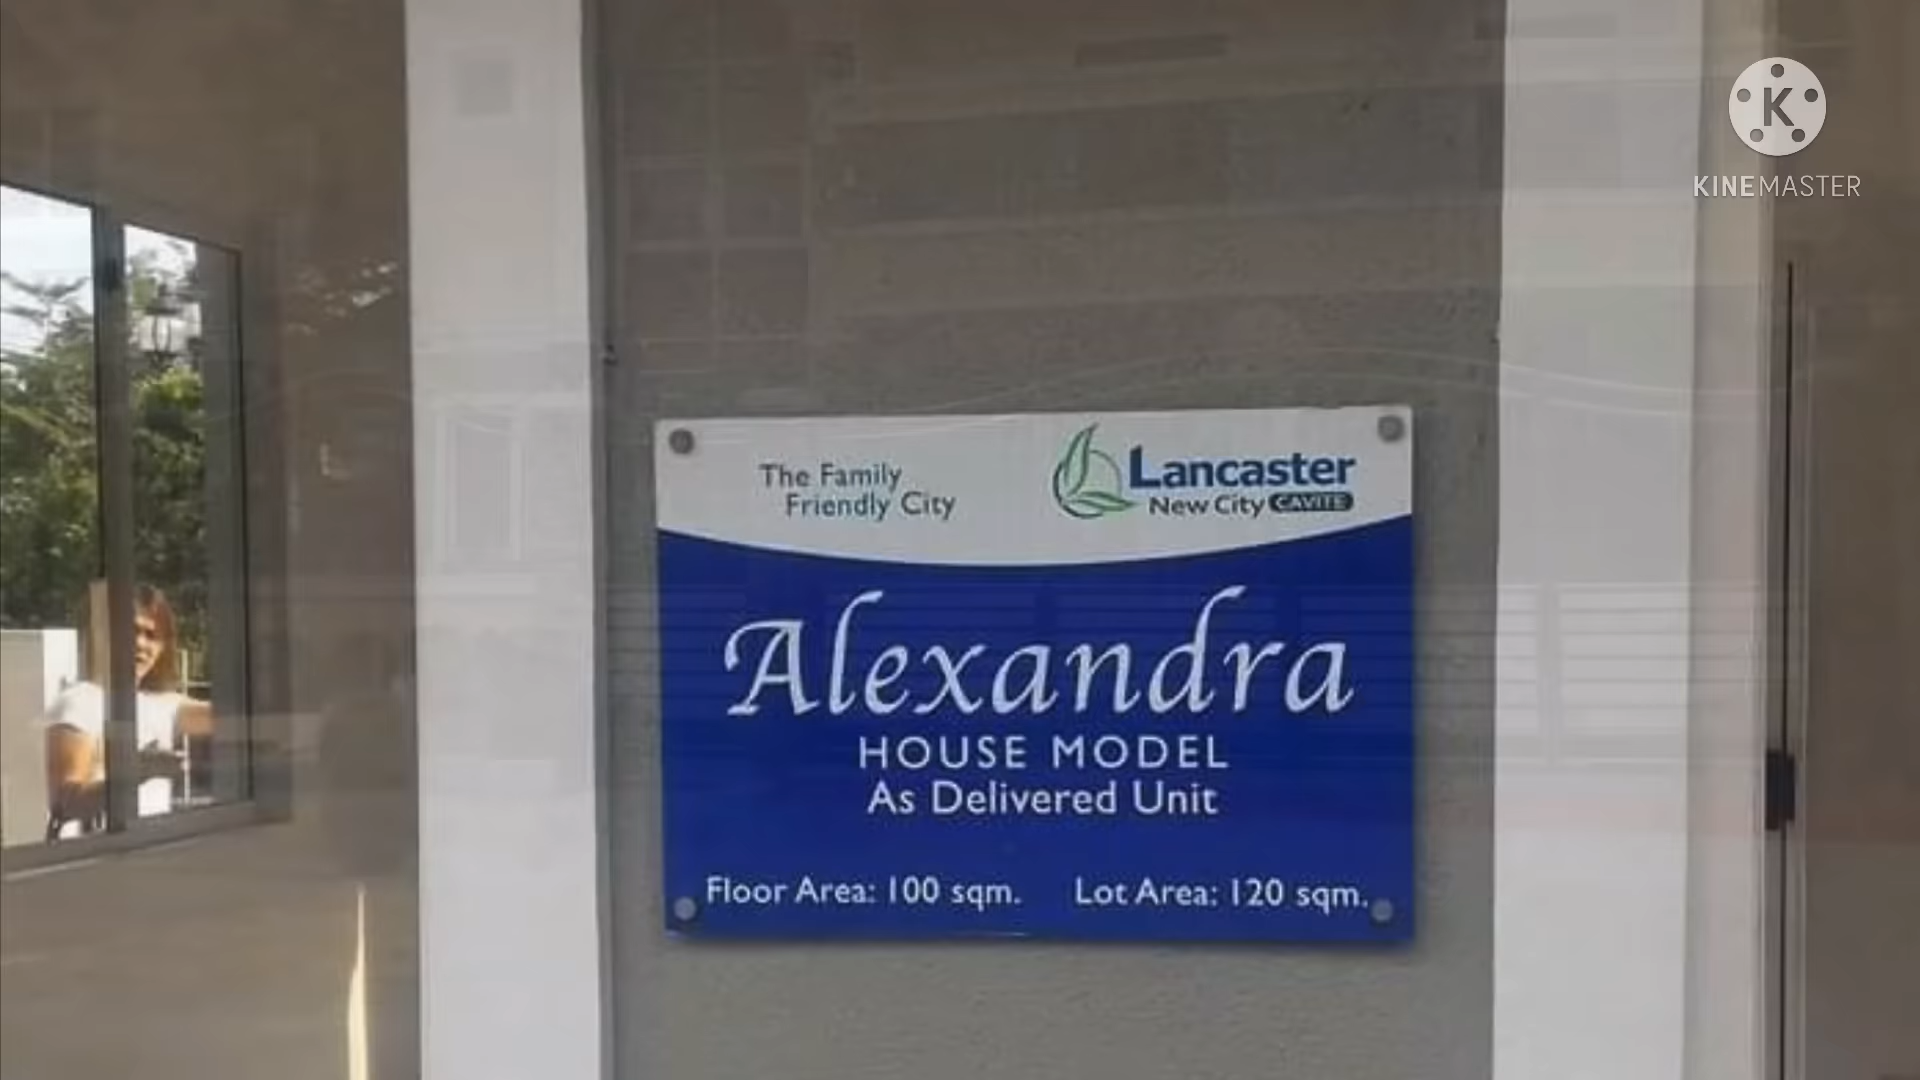 K
KINEMASTER
The Family
Friendly City
Lancaster
New City CAVITE
Alexandra
HOUSE MODEL
As Delivered Unit
Floor Area: 100 sqm. Lot Area: 120 sqm.